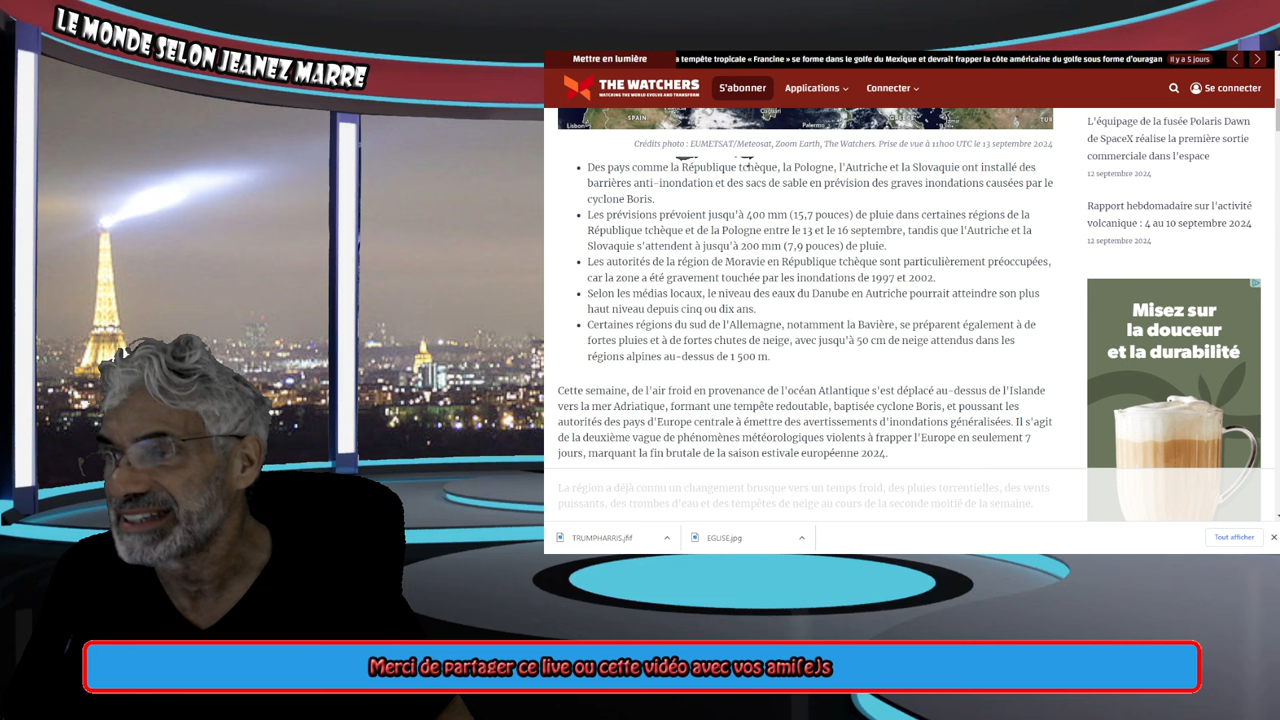 LE MONDE SELON JEANEZ MARRE
Mettre en lumière
a tempête tropicale « Francine » se forme dans le golfe du Mexique et devrait frapper la côte américaine du golfe sous forme d'ouragan
Il y a 5 jours
THE WATCHERS
WATCHING THE WORLD EVOLVE AND TRANSFORM
S'abonner
Applications
Connecter
Se connecter
Lisbon
SPAIN
Cagliari
Palermo
GREECE
TUR
Crédits photo : EUMETSAT/Meteosat, Zoom Earth, The Watchers. Prise de vue à 11h00 UTC le 13 septembre 2024
Des pays comme la République tchèque, la Pologne, l'Autriche et la Slovaquie ont installé des
barrières anti-inondation et des sacs de sable en prévision des graves inondations causées par le
cyclone Boris.
Les prévisions prévoient jusqu'à 400 mm (15,7 pouces) de pluie dans certaines régions de la
République tchèque et de la Pologne entre le 13 et le 16 septembre, tandis que l'Autriche et la
Slovaquie s'attendent à jusqu'à 200 mm (7,9 pouces) de pluie.
Les autorités de la région de Moravie en République tchèque sont particulièrement préoccupées,
car la zone a été gravement touchée par les inondations de 1997 et 2002.
Selon les médias locaux, le niveau des eaux du Danube en Autriche pourrait atteindre son plus
haut niveau depuis cinq ou dix ans.
Certaines régions du sud de l'Allemagne, notamment la Bavière, se préparent également à de
fortes pluies et à de fortes chutes de neige, avec jusqu'à 50 cm de neige attendus dans les
régions alpines au-dessus de 1 500 m.
Cette semaine, de l'air froid en provenance de l'océan Atlantique s'est déplacé au-dessus de l'Islande
vers la mer Adriatique, formant une tempête redoutable, baptisée cyclone Boris, et poussant les
autorités des pays d'Europe centrale à émettre des avertissements d'inondations généralisées. Il s'agit
de la deuxième vague de phénomènes météorologiques violents à frapper l'Europe en seulement 7
jours, marquant la fin brutale de la saison estivale européenne 2024.
La région a déjà connu un changement brusque vers un temps froid, des pluies torrentielles, des vents
puissants, des trombes d'eau et des tempêtes de neige au cours de la seconde moitié de la semaine.
L'équipage de la fusée Polaris Dawn
de SpaceX réalise la première sortie
commerciale dans l'espace
12 septembre 2024
Rapport hebdomadaire sur l'activité
volcanique : 4 au 10 septembre 2024
12 septembre 2024
Misez sur
la douceur
et la durabilité
TRUMPHARRIS.jfif
EGLISE.jpg
Tout afficher
Merci de partager ce live ou cette vidéo avec vos ami(e)s